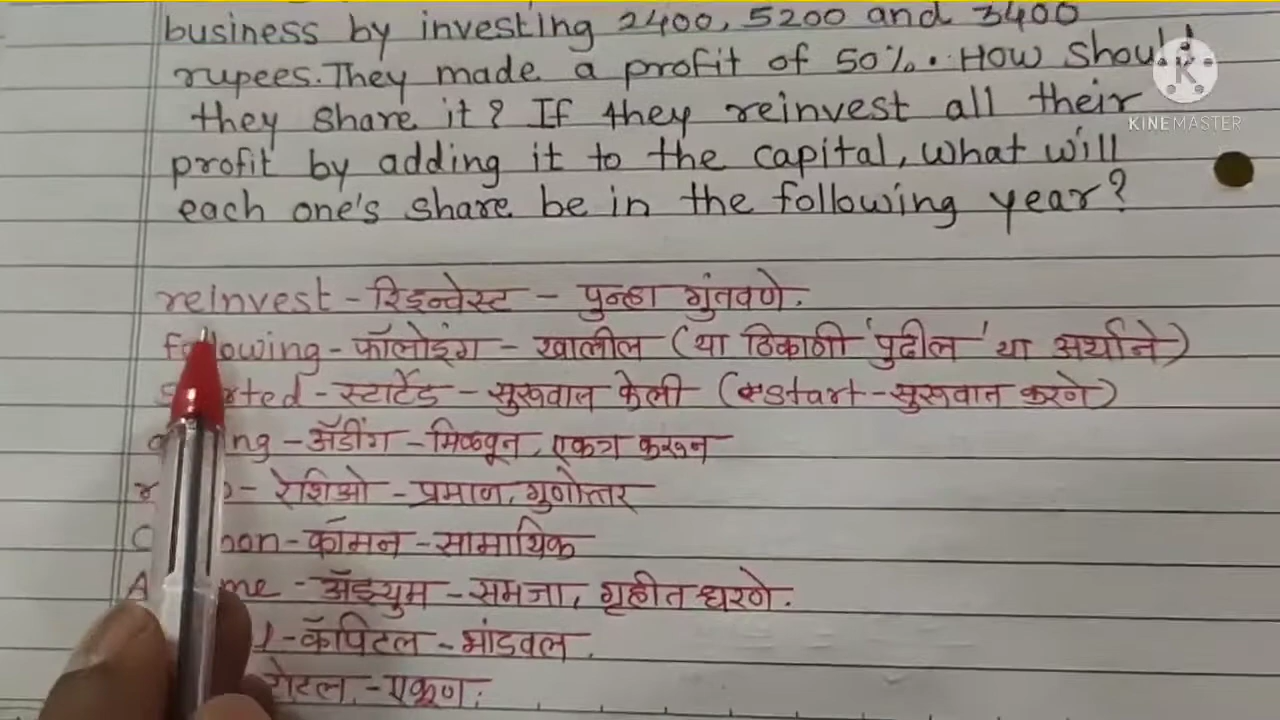 business by investing 2400, 5200 and 3400
rupees. They made a profit of 50%. How should
they share it? If they reinvest all their
profit by adding it to the capital, what will
each one's share be in the following year?
K
KINEMASTER
reinvest - रिइन्वेस्ट - पुन्हा गुंतवणे.
following - फॉलोइंग - खालील (या ठिकाणी 'पुढील' या अर्थाने)
rted - स्टार्टेड - सुरूवात केली (start - सुरूवात करणे)
ng - ॲडींग - मिळवून, एकत्र करून
- रेशिओ - प्रमाण, गुणोत्तर
on - कॉमन - सामायिक
me - ॲझ्युम - समजा, गृहीत धरणे.
l - कॅपिटल - भांडवल.
टोटल - एकूण.